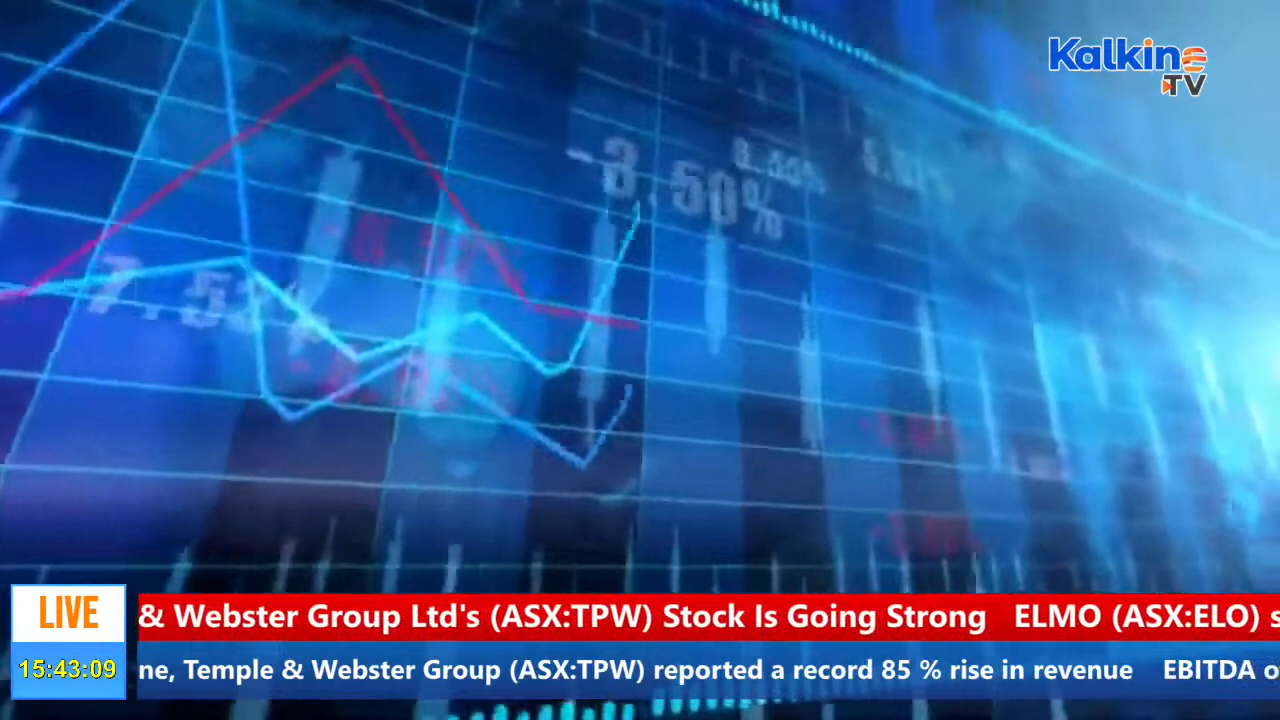 Kalkine
TV
-3.50%
LIVE
& Webster Group Ltd's (ASX:TPW) Stock Is Going Strong ELMO (ASX:ELO) s
15:43:09
ne, Temple & Webster Group (ASX:TPW) reported a record 85 % rise in revenue EBITDA o